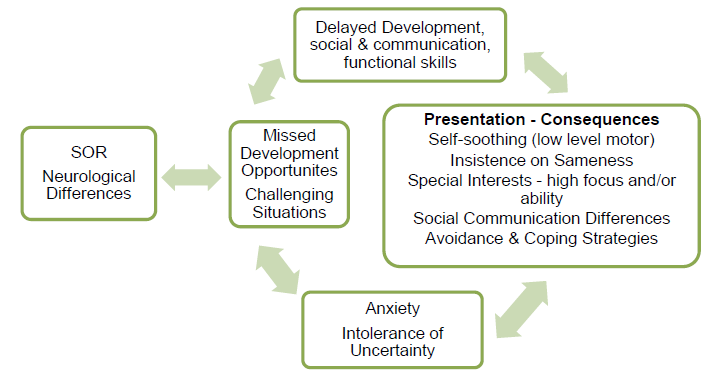 Delayed Development,
social & communication,
functional skills
SOR
Neurological
Differences
Missed
Development
Opportunites
Challenging
Situations
Presentation - Consequences
Self-soothing (low level motor)
Insistence on Sameness
Special Interests - high focus and/or
ability
Social Communication Differences
Avoidance & Coping Strategies
Anxiety
Intolerance of
Uncertainty